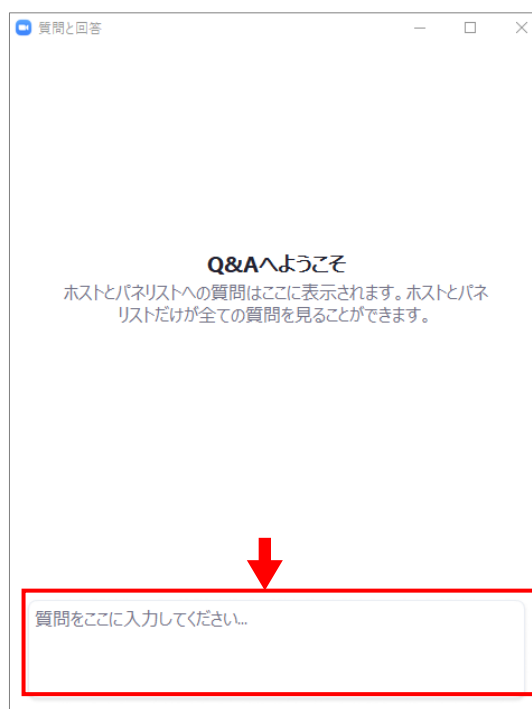 質問と回答
Q&Aへようこそ
ホストとパネリストへの質問はここに表示されます。ホストとパネ
リストだけが全ての質問を見ることができます。
質問をここに入力してください...